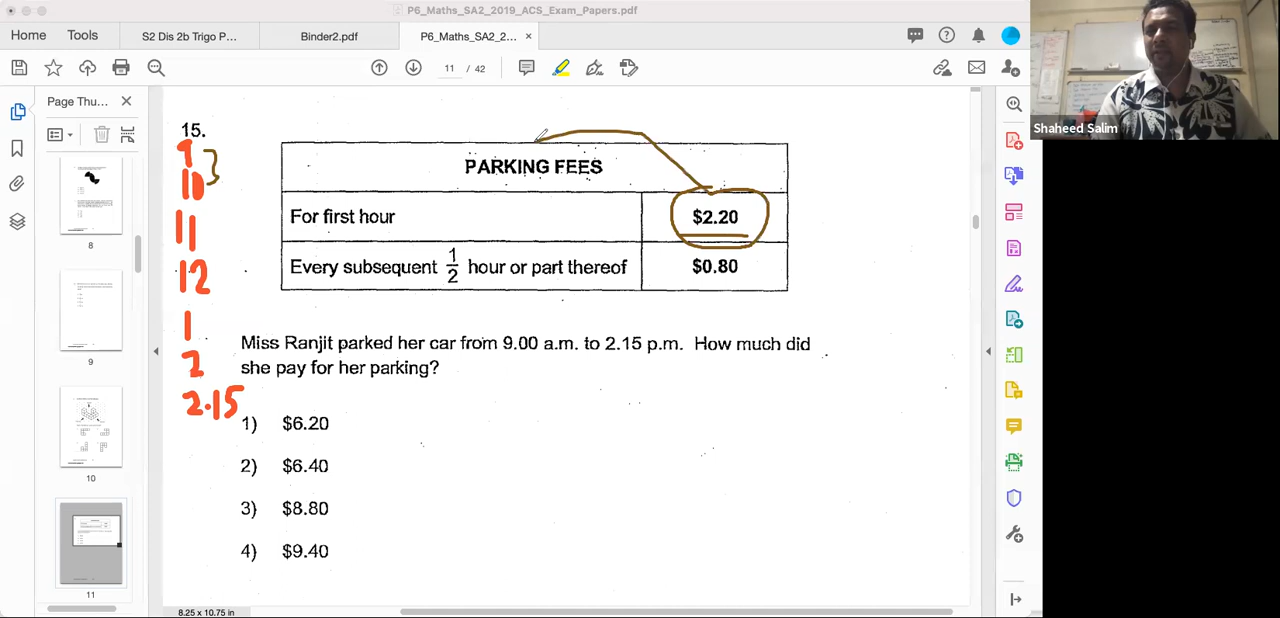 P6_Maths_SA2_2019_ACS_Exam_Papers.pdf
Home Tools S2 Dis 2b Trigo P... Binder2.pdf P6_Maths_SA2_2... ×
11 / 42
Page Thu... ×
8
9
10
11
15.
9
10
11
12
1
2
2.15
PARKING FEES
For first hour $2.20
Every subsequent 1/2 hour or part thereof $0.80
Miss Ranjit parked her car from 9.00 a.m. to 2.15 p.m. How much did
she pay for her parking?
1) $6.20
2) $6.40
3) $8.80
4) $9.40
8.25 x 10.75 in
Shaheed Salim